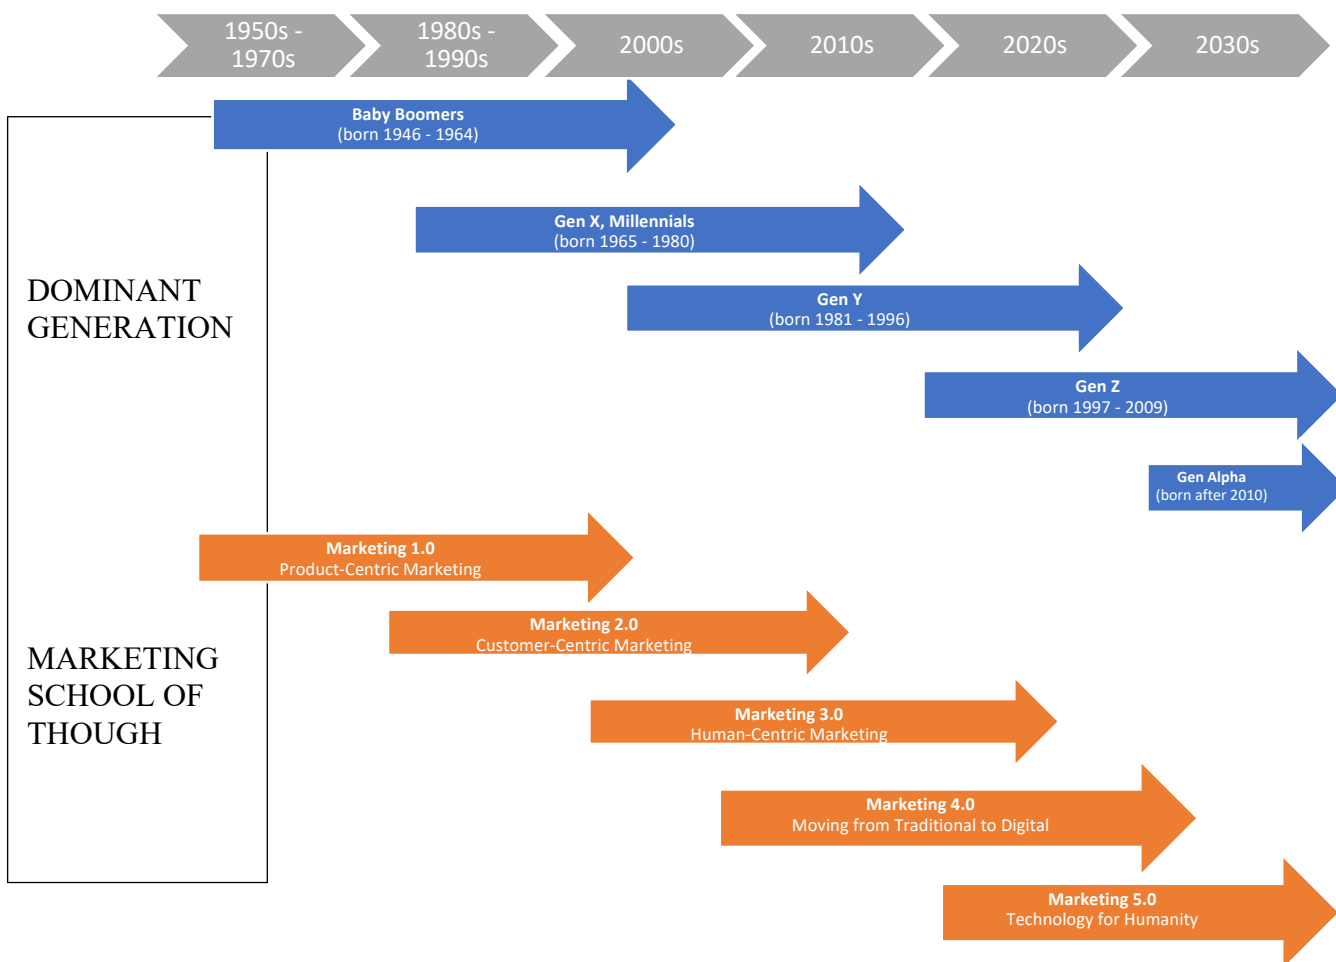 1950s -
1970s
1980s -
1990s
2000s
2010s
2020s
2030s
Baby Boomers
(born 1946 - 1964)
Gen X, Millennials
(born 1965 - 1980)
DOMINANT
GENERATION
Gen Y
(born 1981 - 1996)
Gen Z
(born 1997 - 2009)
Gen Alpha
(born after 2010)
Marketing 1.0
Product-Centric Marketing
Marketing 2.0
Customer-Centric Marketing
MARKETING
SCHOOL OF
THOUGH
Marketing 3.0
Human-Centric Marketing
Marketing 4.0
Moving from Traditional to Digital
Marketing 5.0
Technology for Humanity